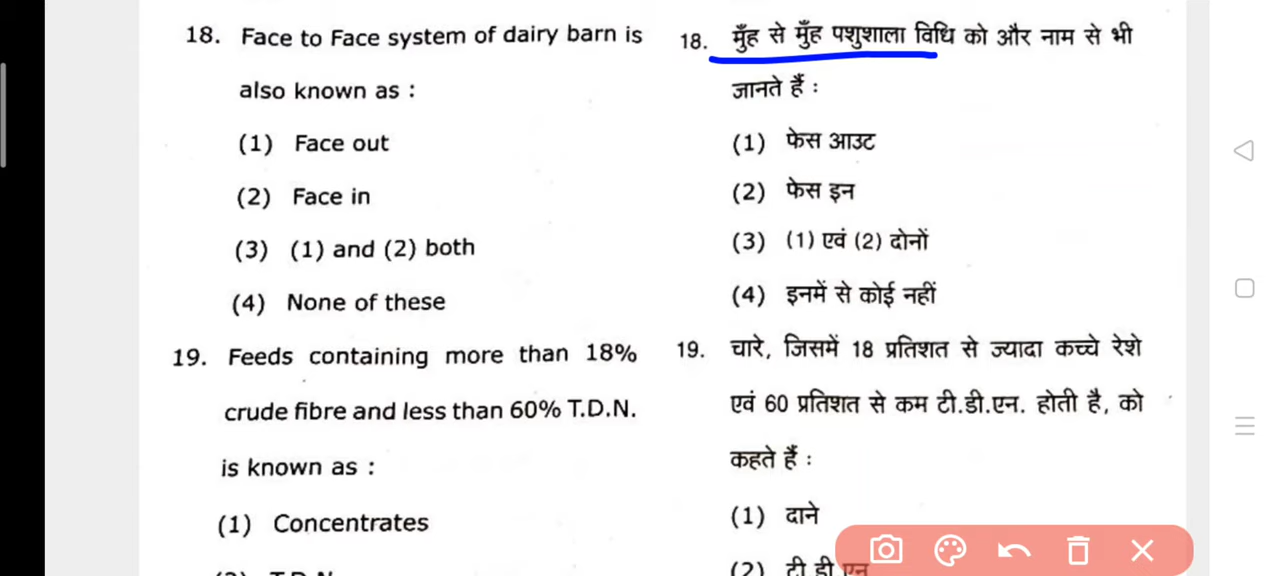 18. Face to Face system of dairy barn is
also known as :
(1) Face out
(2) Face in
(3) (1) and (2) both
(4) None of these
19. Feeds containing more than 18%
crude fibre and less than 60% T.D.N.
is known as :
(1) Concentrates
18. मुँह से मुँह पशुशाला विधि को और नाम से भी
जानते हैं :
(1) फेस आउट
(2) फेस इन
(3) (1) एवं (2) दोनों
(4) इनमें से कोई नहीं
19. चारे, जिसमें 18 प्रतिशत से ज्यादा कच्चे रेशे
एवं 60 प्रतिशत से कम टी.डी.एन. होती है, को
कहते हैं :
(1) दाने
(2) टी डी एन